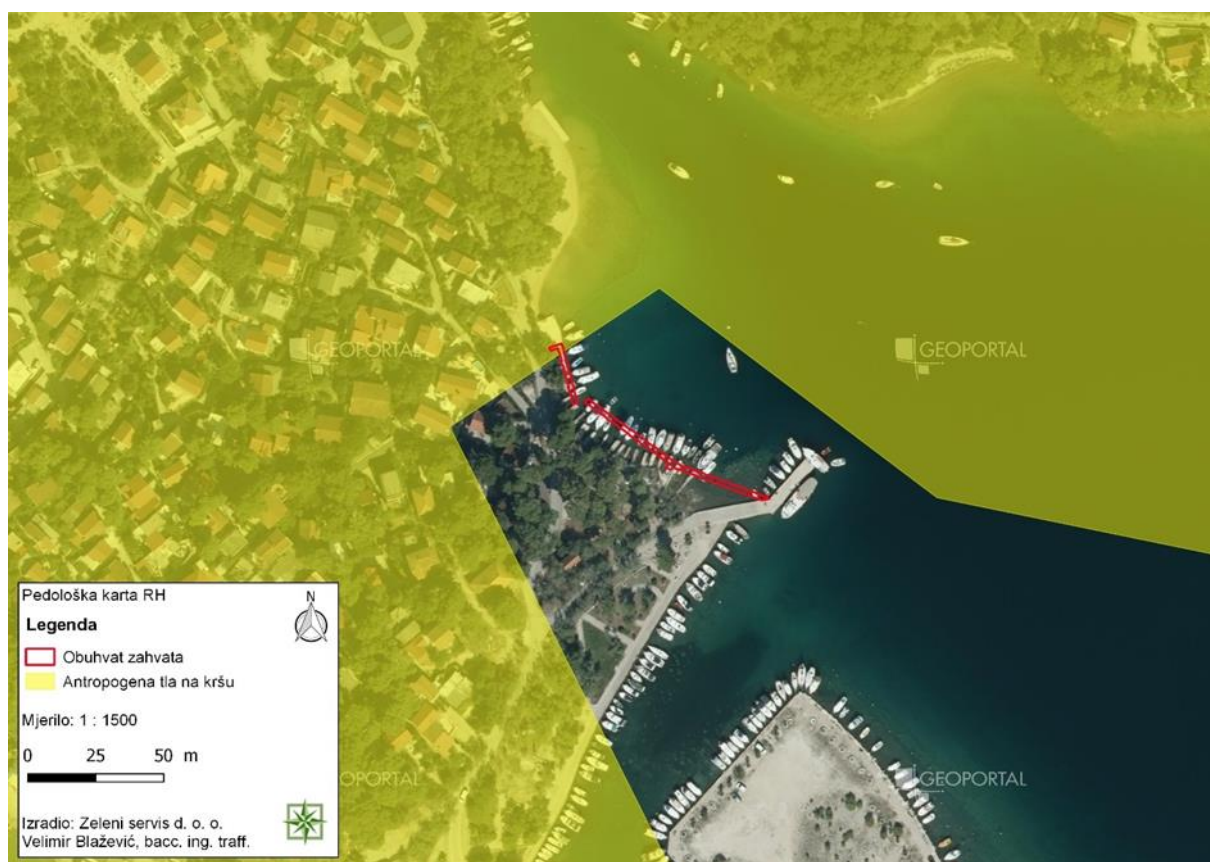 GEOPORTAL
GEOPORTAL
Pedološka karta RH
N
Legenda
Obuhvat zahvata
Antropogena tla na kršu
Mjerilo: 1 : 1500
0 25 50 m
Izradio: Zeleni servis d. o. o.
Velimir Blažević, bacc. ing. traff.
GEOPORTAL
GEOPORTAL